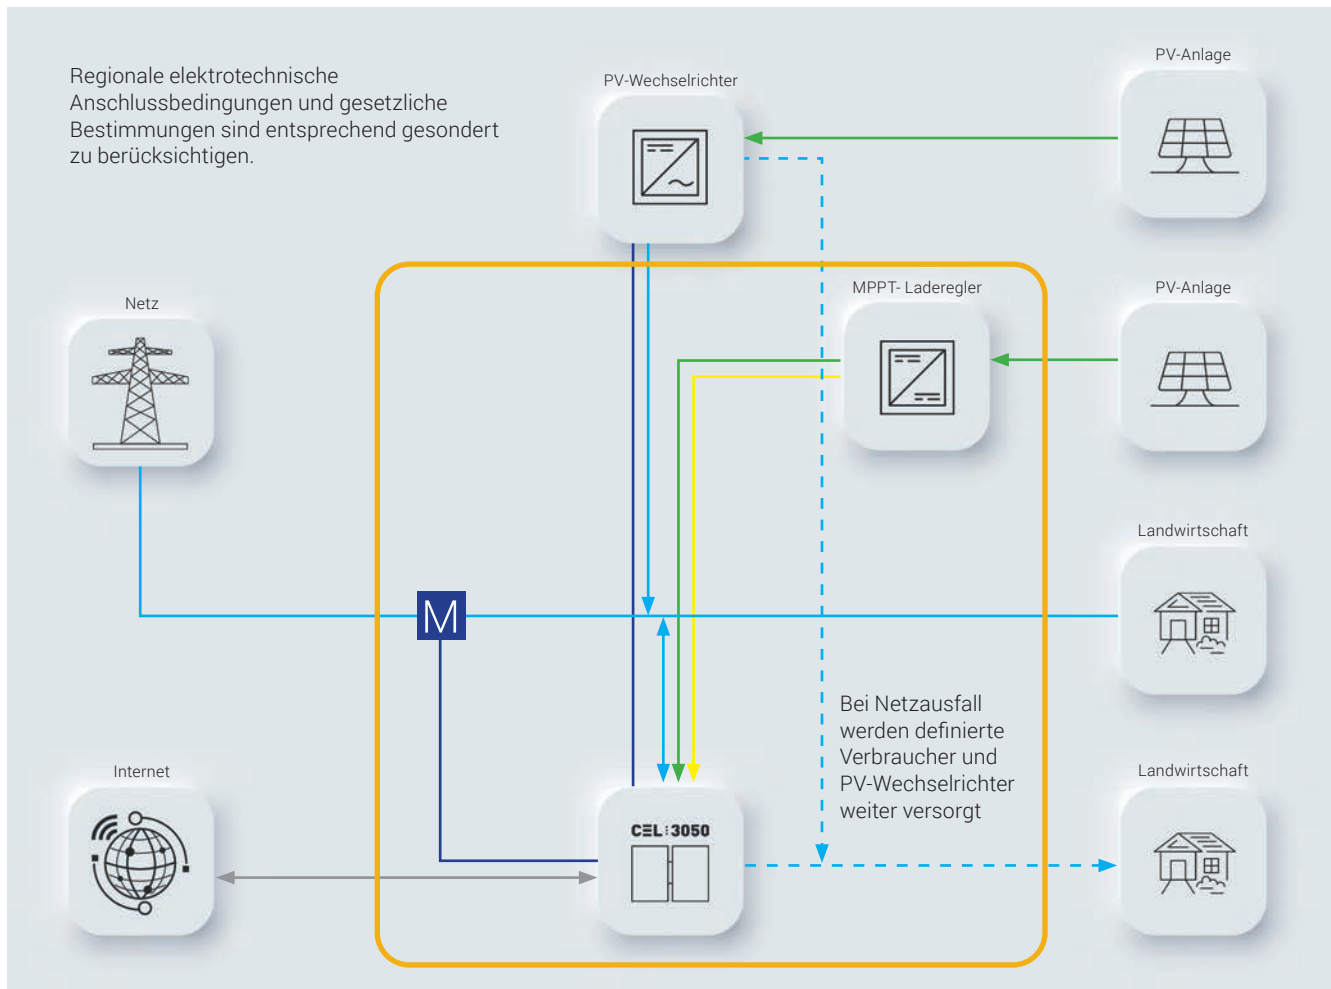 Regionale elektrotechnische
Anschlussbedingungen und gesetzliche
Bestimmungen sind entsprechend gesondert
zu berücksichtigen.
PV-Wechselrichter
PV-Anlage
Netz
MPPT- Laderegler
PV-Anlage
Landwirtschaft
M
Bei Netzausfall
werden definierte
Verbraucher und
PV-Wechselrichter
weiter versorgt
Internet
CEL:3050
Landwirtschaft